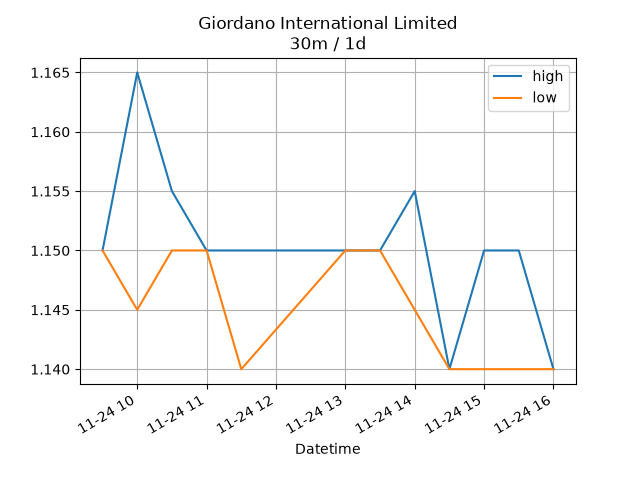 Giordano International Limited
30m / 1d
high
low
1.165
1.160
1.155
1.150
1.145
1.140
11-24 10
11-24 11
11-24 12
11-24 13
11-24 14
11-24 15
11-24 16
Datetime